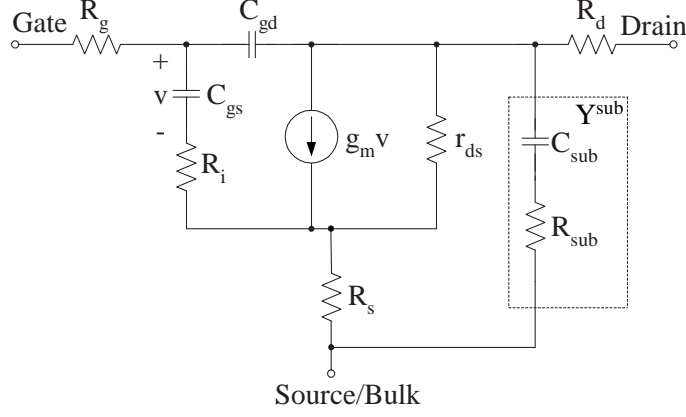 Gate
R_g
C_gd
R_d
Drain
+
v
-
C_gs
R_i
g_m v
r_ds
Y^sub
C_sub
R_sub
R_s
Source/Bulk